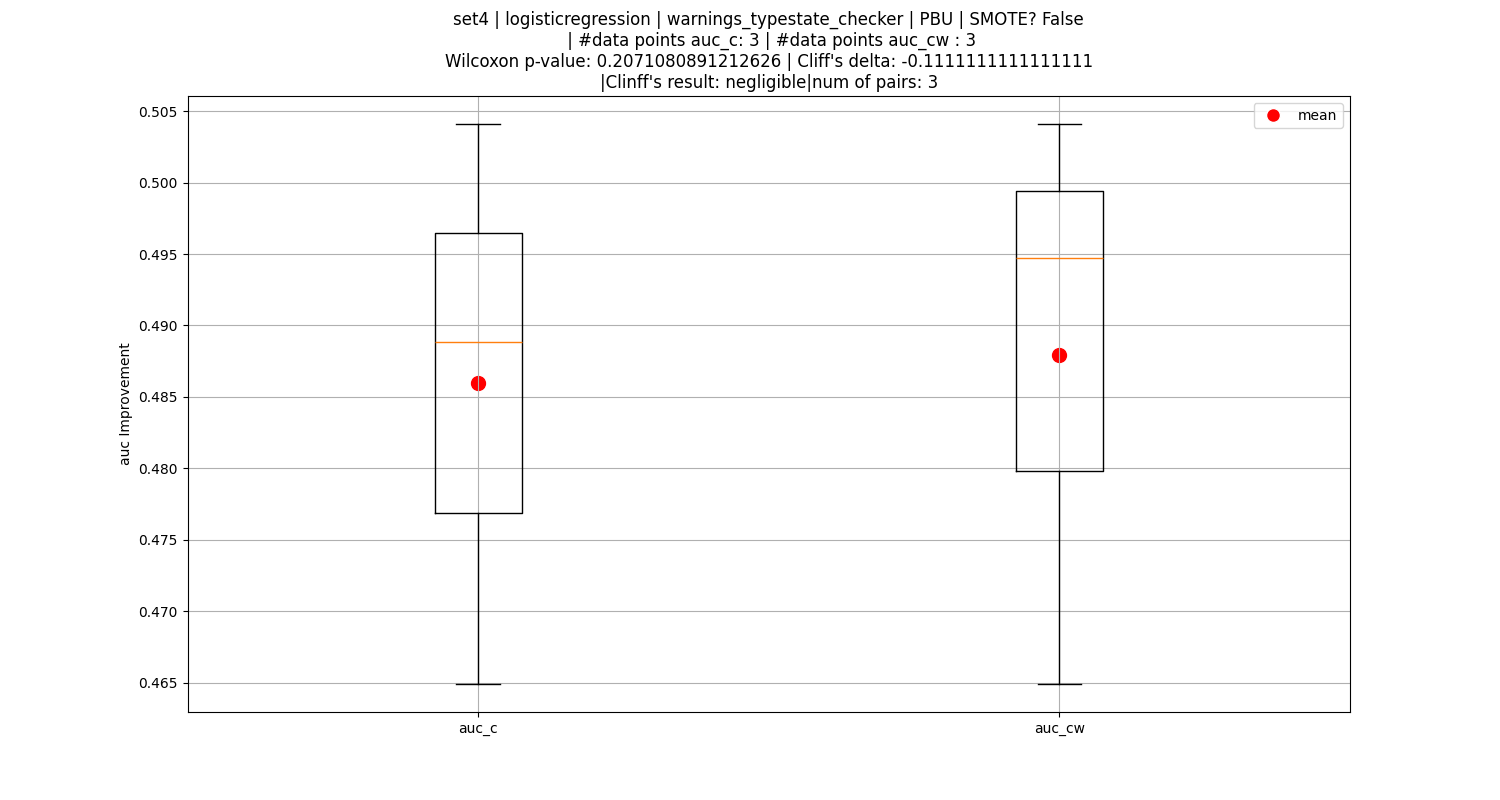 set4 | logisticregression | warnings_typestate_checker | PBU | SMOTE? False
| #data points auc_c: 3 | #data points auc_cw : 3
Wilcoxon p-value: 0.2071080891212626 | Cliff's delta: -0.1111111111111111
|Clinff's result: negligible|num of pairs: 3
mean
auc Improvement
0.505
0.500
0.495
0.490
0.485
0.480
0.475
0.470
0.465
auc_c
auc_cw